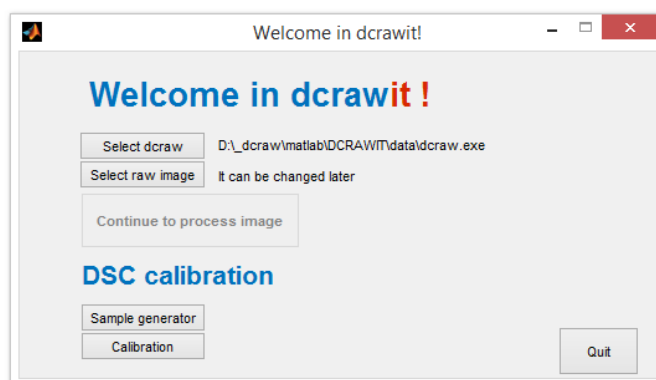 Welcome in dcrawit!
Welcome in dcrawit !
Select dcraw D:\_dcraw\matlab\DCRAWIT\data\dcraw.exe
Select raw image It can be changed later
Continue to process image
DSC calibration
Sample generator
Calibration
Quit